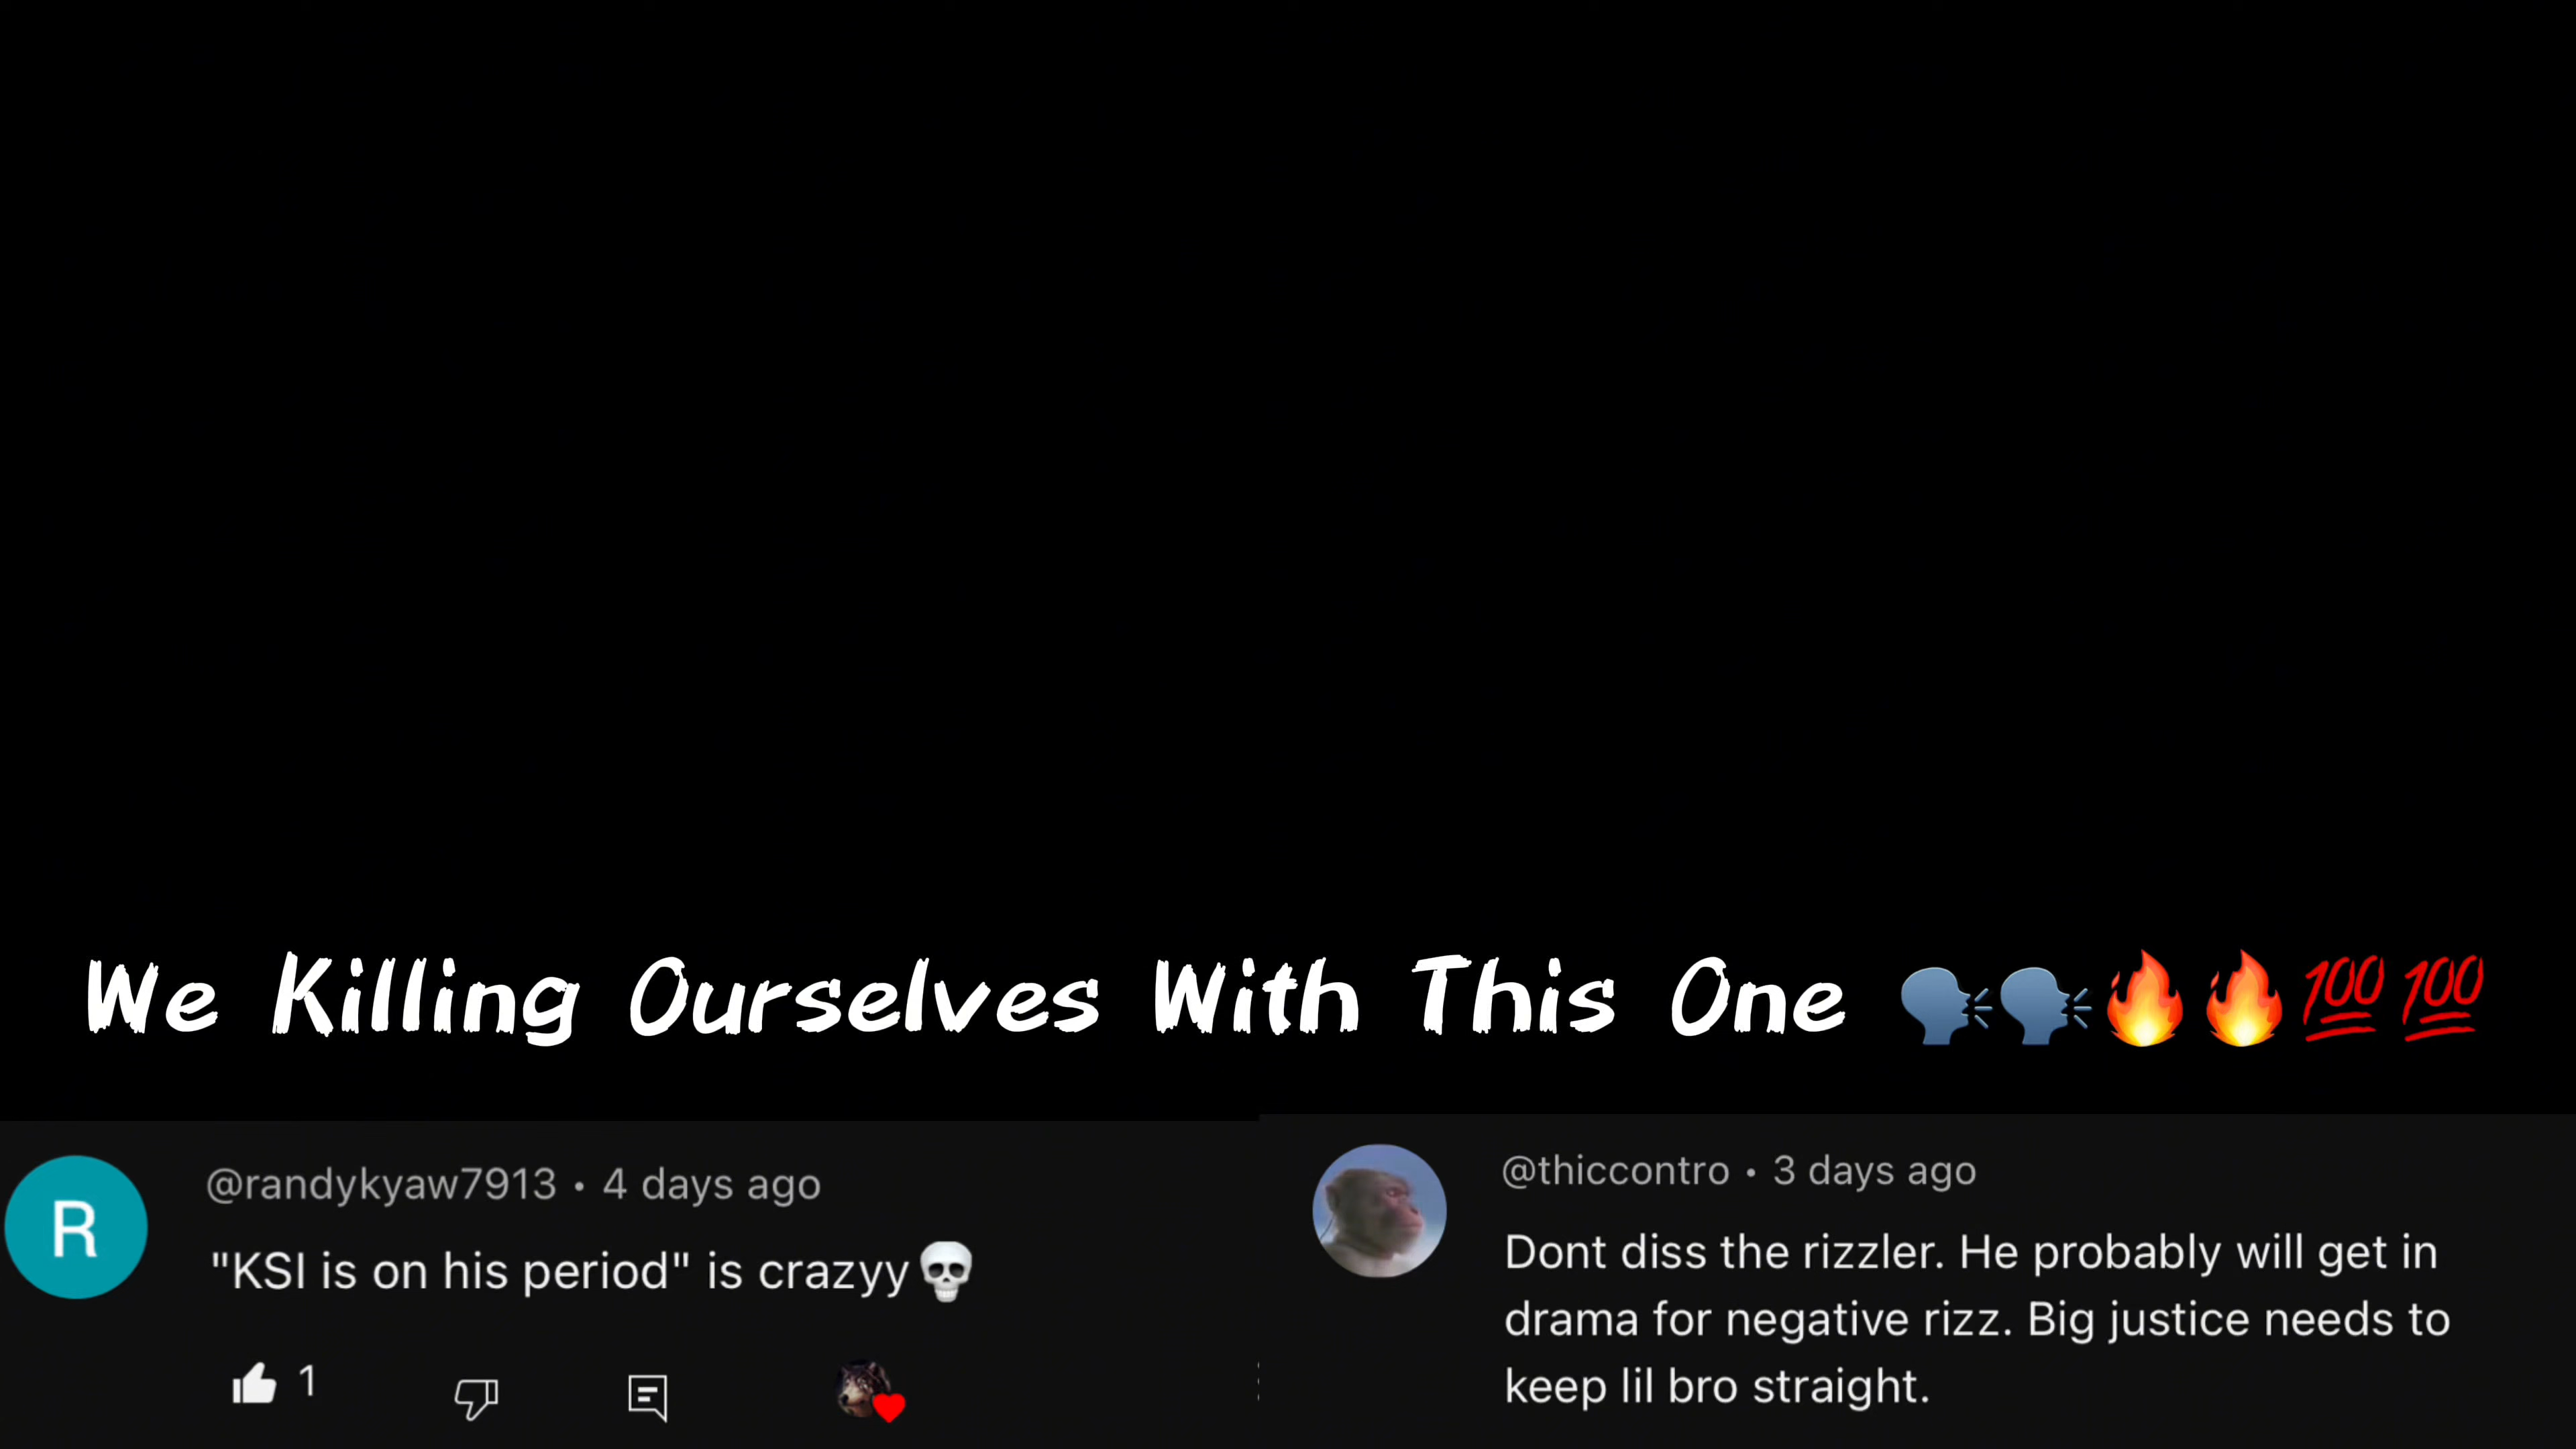 We Killing Ourselves With This One 🗣️🗣️🔥🔥💯💯
@randykyaw7913 • 4 days ago
"KSI is on his period" is crazyy💀
1
@thiccontro • 3 days ago
Dont diss the rizzler. He probably will get in
drama for negative rizz. Big justice needs to
keep lil bro straight.